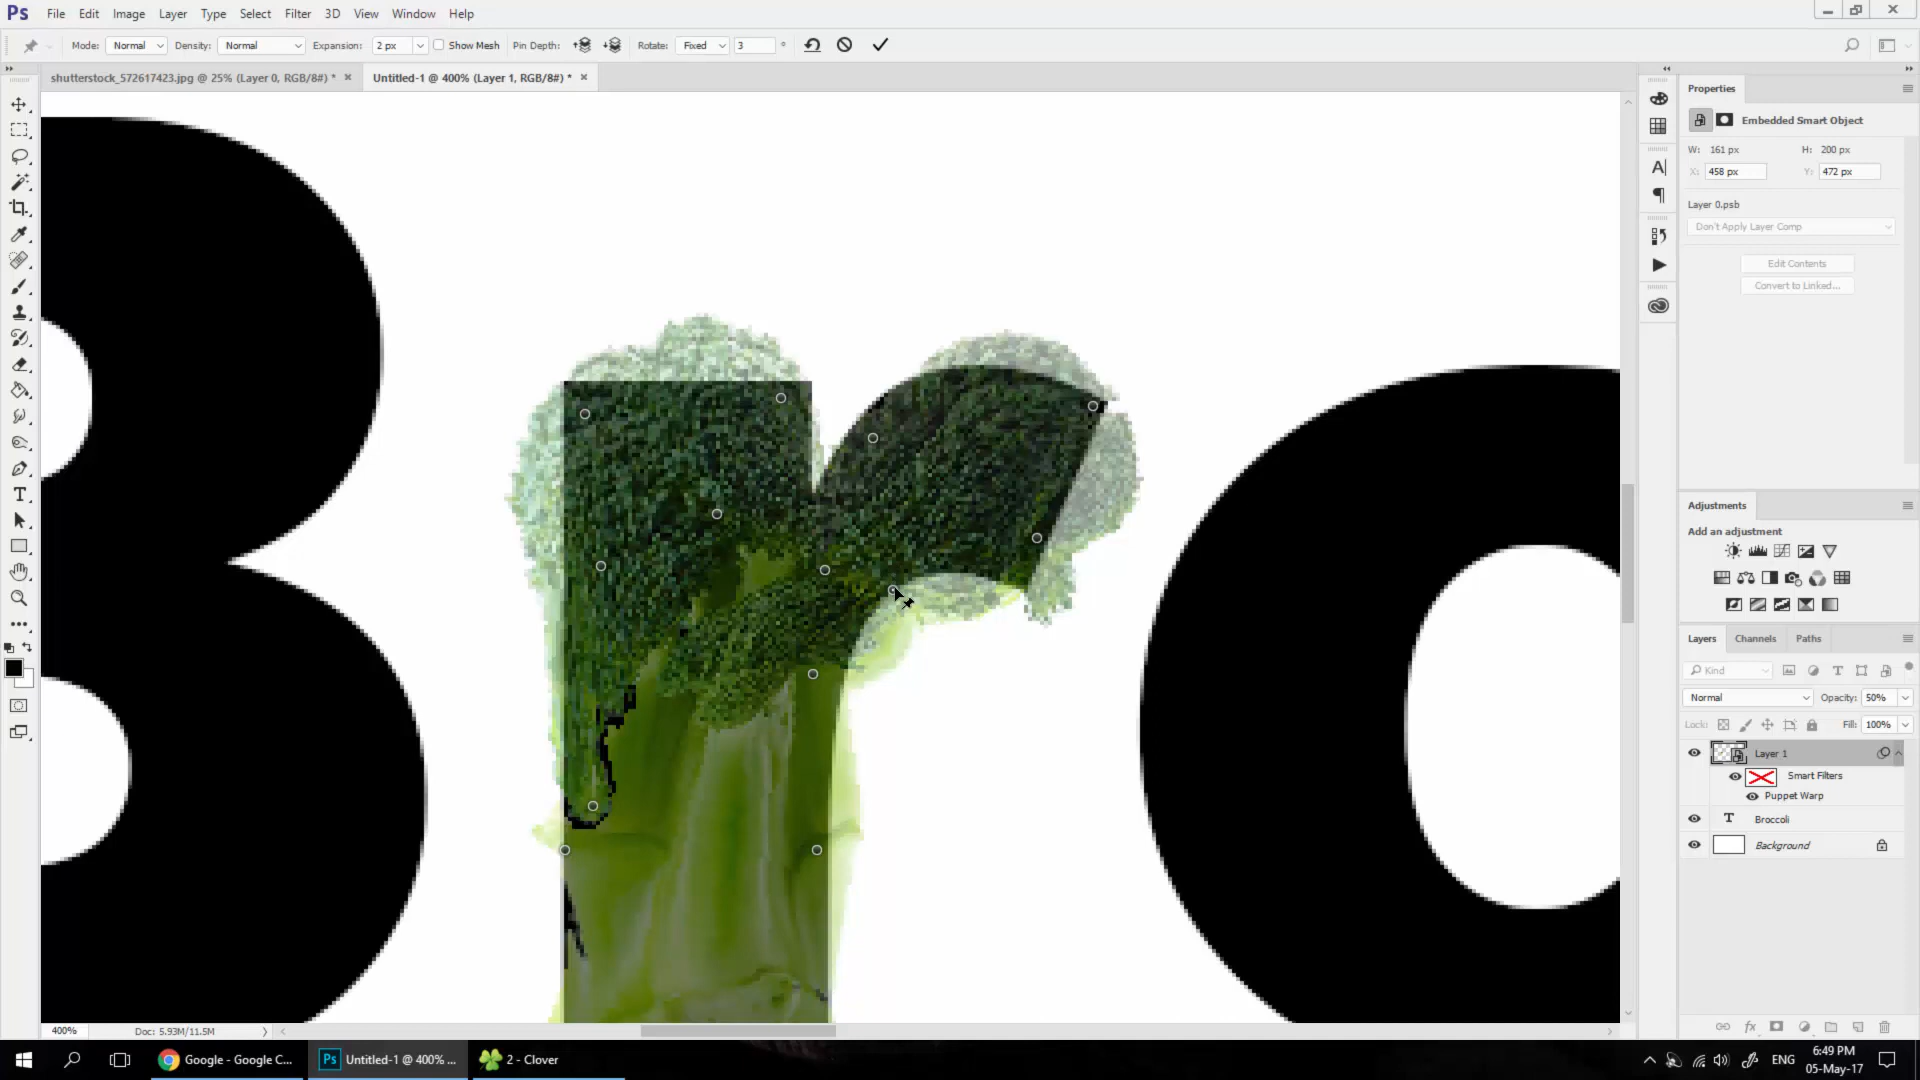 Ps File Edit Image Layer Type Select Filter 3D View Window Help
Mode: Normal Density: Normal Expansion: 2 px Show Mesh Pin Depth: Rotate: Fixed 3 °
shutterstock_572617423.jpg @ 25% (Layer 0, RGB/8#) * × Untitled-1 @ 400% (Layer 1, RGB/8#) * ×
Properties
Embedded Smart Object
W: 161 px H: 200 px
X: 458 px Y: 472 px
Layer 0.psb
Don't Apply Layer Comp
Edit Contents
Convert to Linked...
Adjustments
Add an adjustment
Layers Channels Paths
Kind
Normal Opacity: 50%
Lock: Fill: 100%
Layer 1
Smart Filters
Puppet Warp
Broccoli
Background
Bro
400% Doc: 5.93M/11.5M
Google - Google C... Ps Untitled-1 @ 400% ... 2 - Clover
ENG 6:49 PM
05-May-17